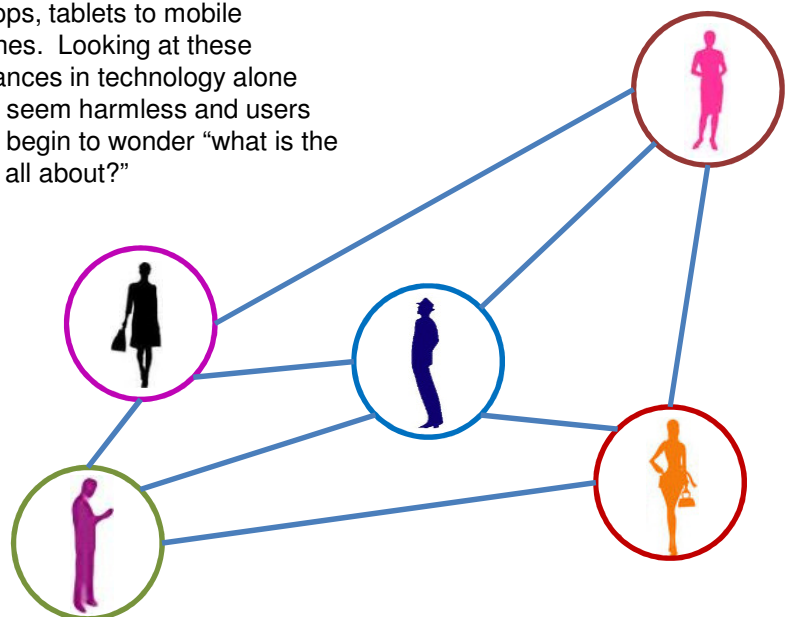 ops, tablets to mobile
nes. Looking at these
ances in technology alone
seem harmless and users
begin to wonder “what is the
all about?”